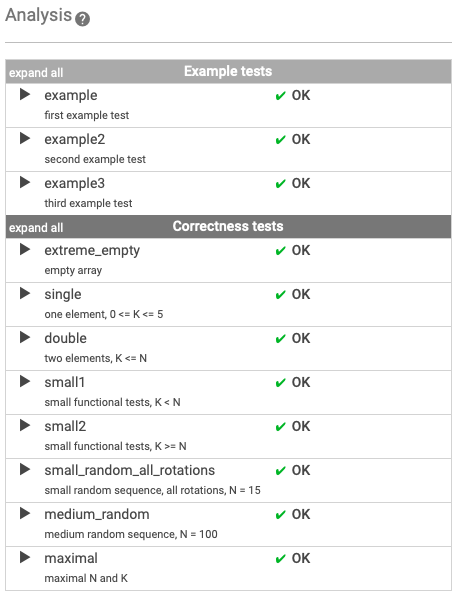 Analysis ?
expand all Example tests
example ✔ OK
first example test
example2 ✔ OK
second example test
example3 ✔ OK
third example test
expand all Correctness tests
extreme_empty ✔ OK
empty array
single ✔ OK
one element, 0 <= K <= 5
double ✔ OK
two elements, K <= N
small1 ✔ OK
small functional tests, K < N
small2 ✔ OK
small functional tests, K >= N
small_random_all_rotations ✔ OK
small random sequence, all rotations, N = 15
medium_random ✔ OK
medium random sequence, N = 100
maximal ✔ OK
maximal N and K